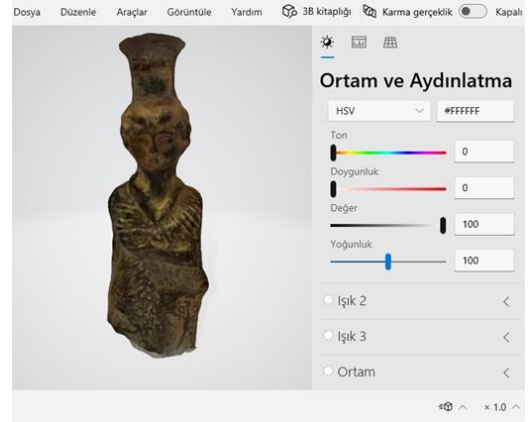 Dosya Düzenle Araçlar Görüntüle Yardım 3B kitaplığı Karma gerçeklik Kapalı
Ortam ve Aydınlatma
HSV #FFFFFF
Ton
0
Doygunluk
0
Değer
100
Yoğunluk
100
Işık 2
Işık 3
Ortam
× 1.0